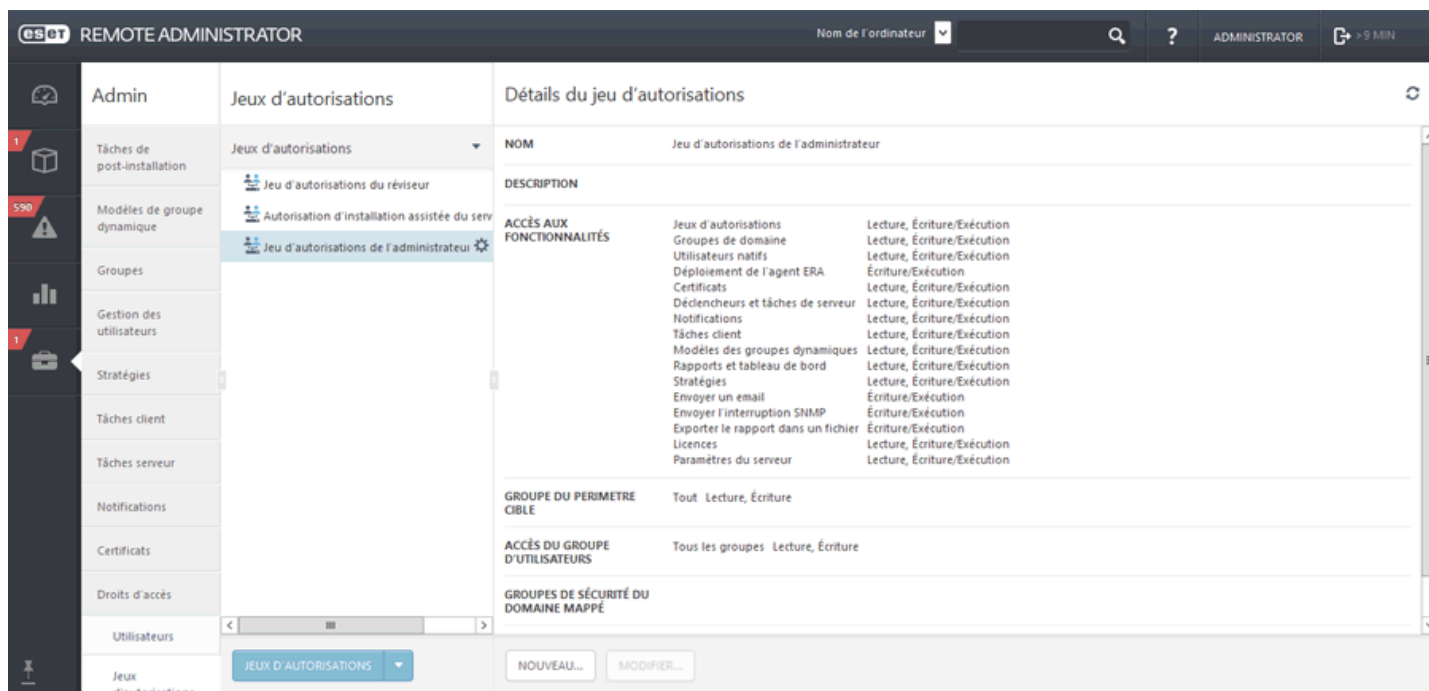 eset REMOTE ADMINISTRATOR
Nom de l'ordinateur
?
ADMINISTRATOR
>9 MIN
1
590
1
Admin
Tâches de
post-installation
Modèles de groupe
dynamique
Groupes
Gestion des
utilisateurs
Stratégies
Tâches client
Tâches serveur
Notifications
Certificats
Droits d'accès
Utilisateurs
Jeux
d'autorisations
Jeux d'autorisations
Jeux d'autorisations
Jeu d'autorisations du réviseur
Autorisation d'installation assistée du serv
Jeu d'autorisations de l'administrateur
JEUX D'AUTORISATIONS
Détails du jeu d'autorisations
NOM Jeu d'autorisations de l'administrateur
DESCRIPTION
ACCÈS AUX
FONCTIONNALITÉS
Jeux d'autorisations Lecture, Écriture/Exécution
Groupes de domaine Lecture, Écriture/Exécution
Utilisateurs natifs Lecture, Écriture/Exécution
Déploiement de l'agent ERA Écriture/Exécution
Certificats Lecture, Écriture/Exécution
Déclencheurs et tâches de serveur Lecture, Écriture/Exécution
Notifications Lecture, Écriture/Exécution
Tâches client Lecture, Écriture/Exécution
Modèles des groupes dynamiques Lecture, Écriture/Exécution
Rapports et tableau de bord Lecture, Écriture/Exécution
Stratégies Lecture, Écriture/Exécution
Envoyer un email Écriture/Exécution
Envoyer l'interruption SNMP Écriture/Exécution
Exporter le rapport dans un fichier Écriture/Exécution
Licences Lecture, Écriture/Exécution
Paramètres du serveur Lecture, Écriture/Exécution
GROUPE DU PERIMETRE
CIBLE
Tout Lecture, Écriture
ACCÈS DU GROUPE
D'UTILISATEURS
Tous les groupes Lecture, Écriture
GROUPES DE SÉCURITÉ DU
DOMAINE MAPPÉ
NOUVEAU...
MODIFIER...